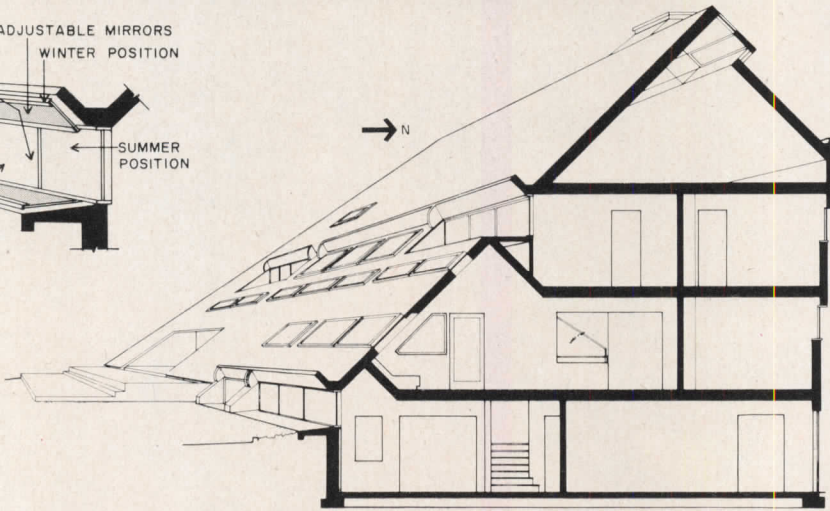 ADJUSTABLE MIRRORS
WINTER POSITION
SUMMER
POSITION
N